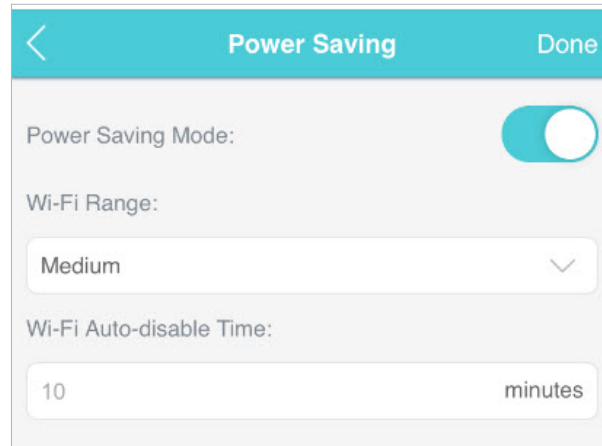 Power Saving Done
Power Saving Mode:
Wi-Fi Range:
Medium
Wi-Fi Auto-disable Time:
10 minutes